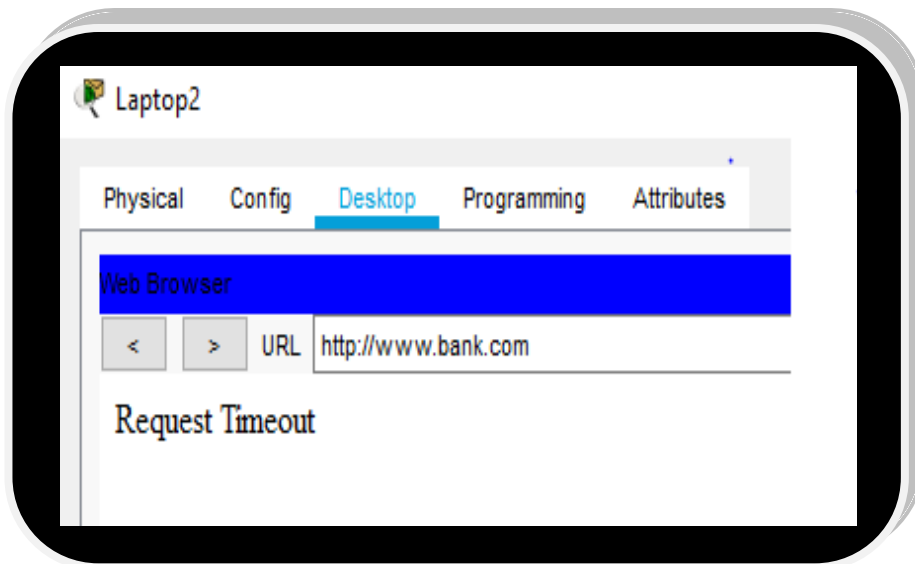 Laptop2
Physical Config Desktop Programming Attributes
Web Browser
< > URL http://www.bank.com
Request Timeout